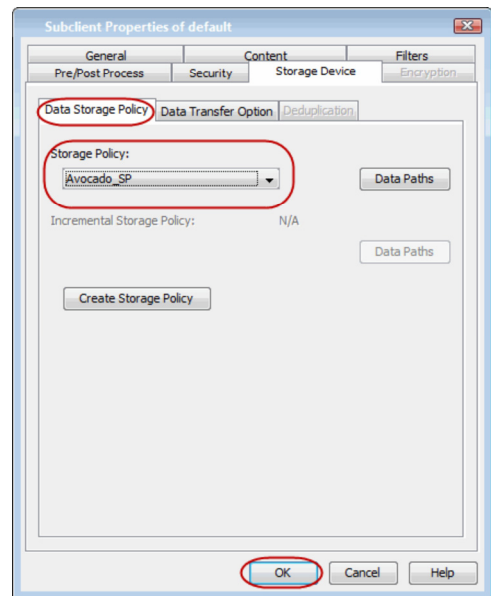 Subclient Properties of default
General Content Filters
Pre/Post Process Security Storage Device Encryption
Data Storage Policy Data Transfer Option Deduplication
Storage Policy:
Avocado_SP Data Paths
Incremental Storage Policy: N/A
Data Paths
Create Storage Policy
OK Cancel Help